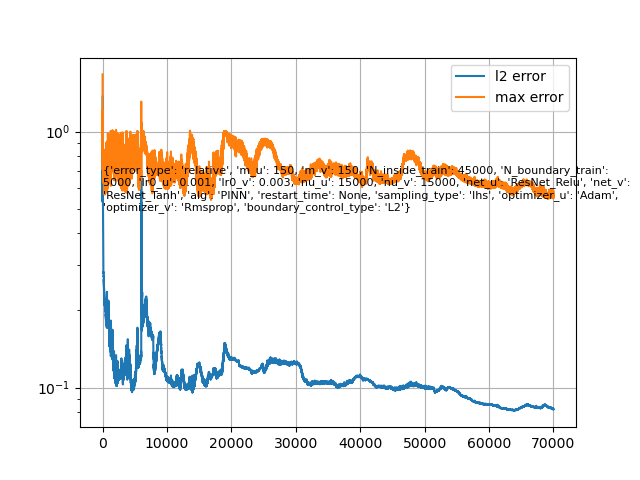 l2 error
max error
10^0
{'error_type': 'relative', 'm_u': 150, 'm_v': 150, 'N_inside_train': 45000, 'N_boundary_train':
5000, 'lr0_u': 0.001, 'lr0_v': 0.003, 'nu_u': 15000, 'nu_v': 15000, 'net_u': 'ResNet_Relu', 'net_v':
'ResNet_Tanh', 'alg': 'PINN', 'restart_time': None, 'sampling_type': 'lhs', 'optimizer_u': 'Adam',
'optimizer_v': 'Rmsprop', 'boundary_control_type': 'L2'}
10^-1
0 10000 20000 30000 40000 50000 60000 70000